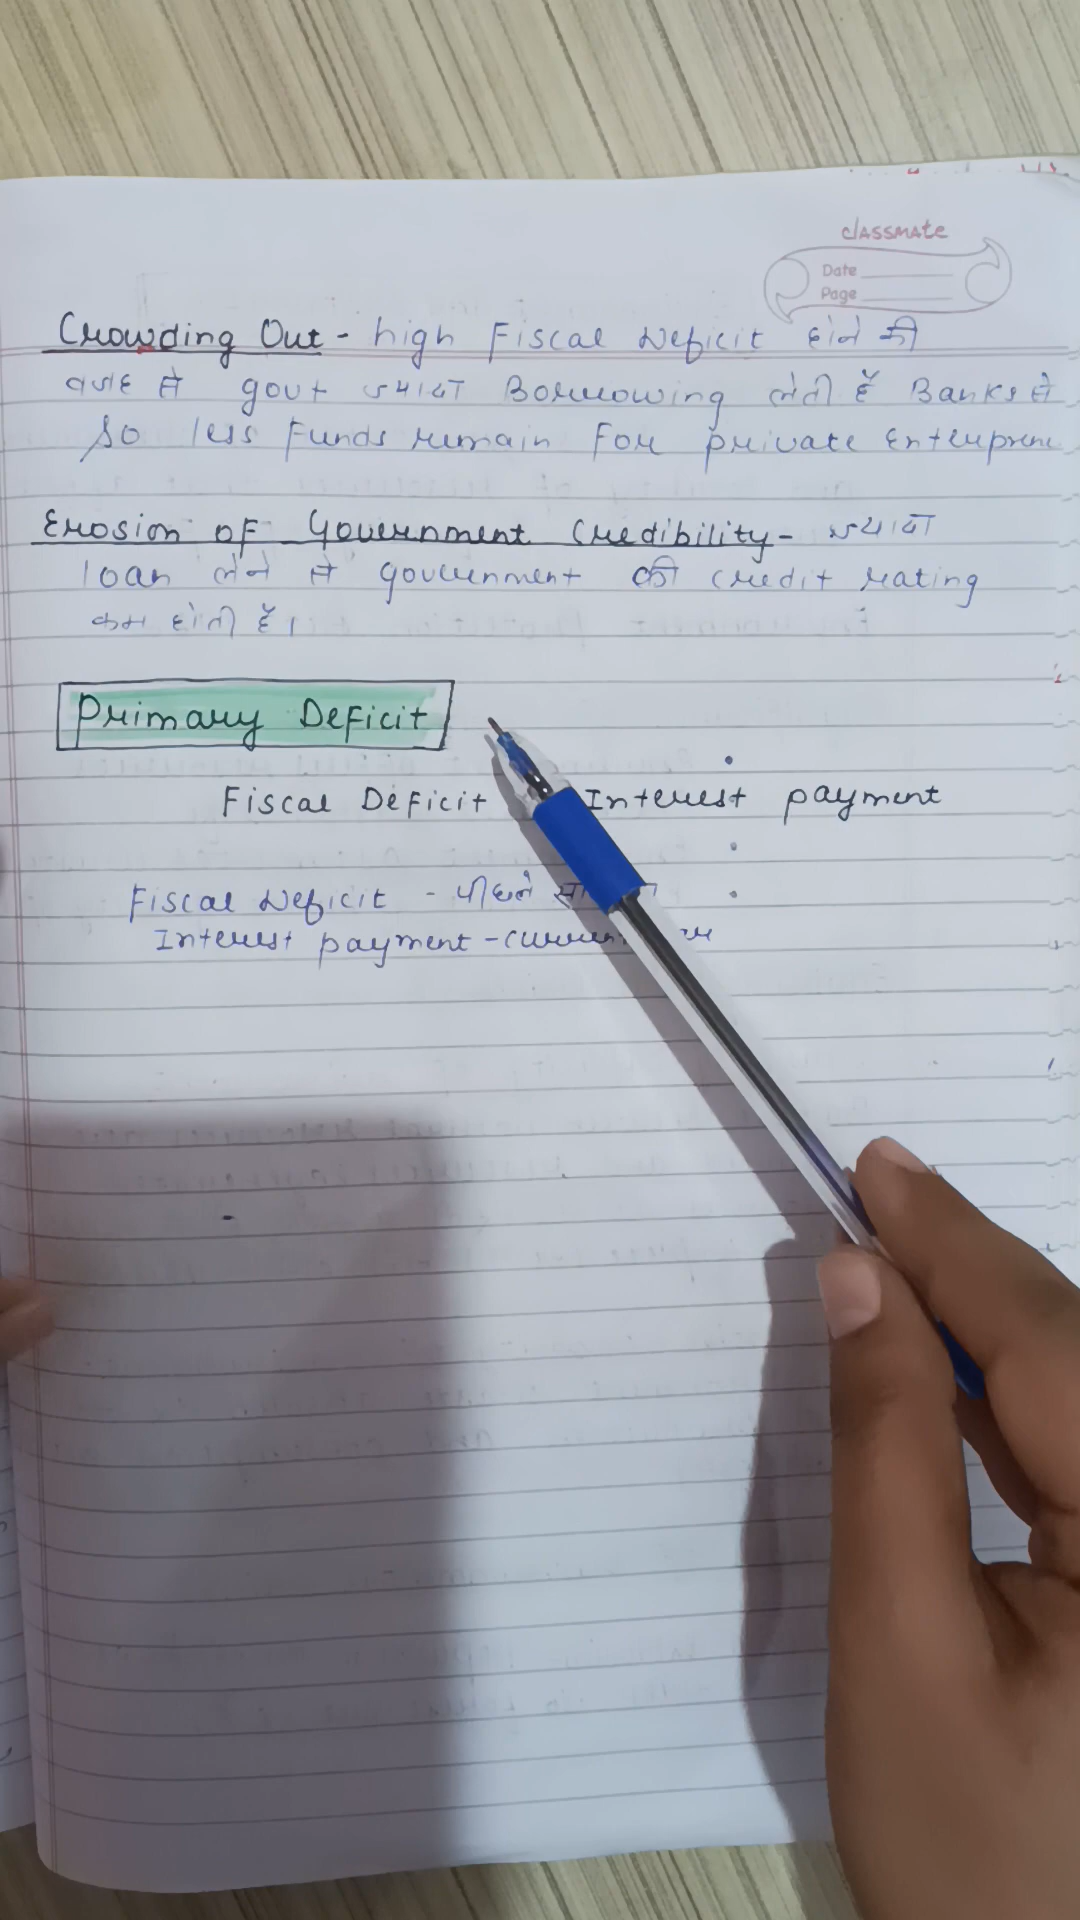 classmate
Date
Page
Crowding Out - high Fiscal Deficit होने की
वजह से govt ज्यादा Borrowing लेती है Banks से
So less Funds remain For private Enterprene
Erosion of Government Credibility - ज्यादा
loan लेने से government की credit rating
कम होती है।
Primary Deficit
Fiscal Deficit Interest payment
Fiscal Deficit - पीछले
Interest payment -